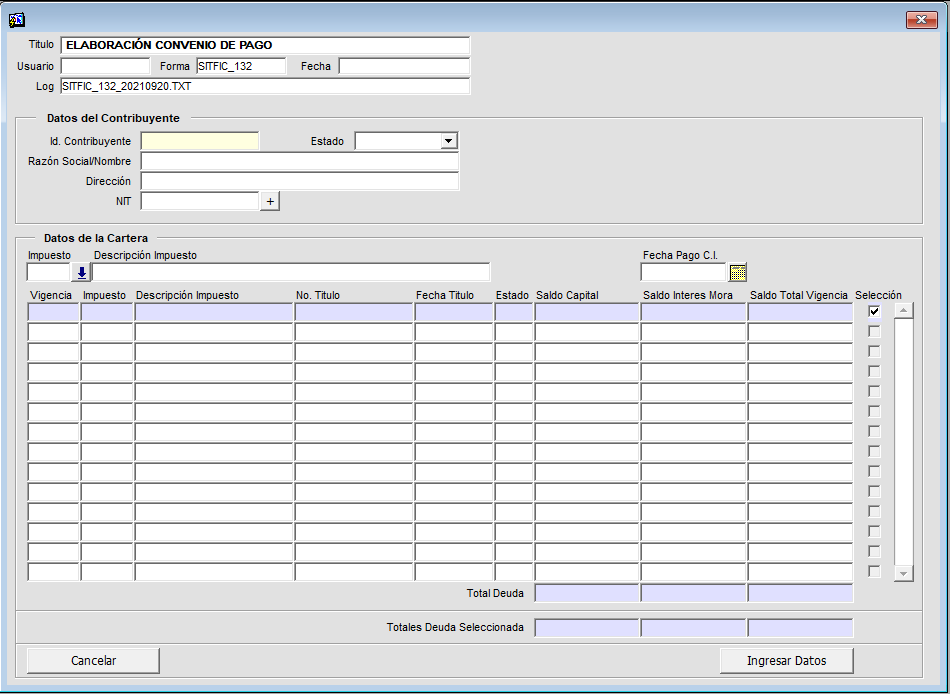 Titulo ELABORACIÓN CONVENIO DE PAGO
Usuario Forma SITFIC_132 Fecha
Log SITFIC_132_20210920.TXT
Datos del Contribuyente
Id. Contribuyente Estado
Razón Social/Nombre
Dirección
NIT +
Datos de la Cartera
Impuesto Descripción Impuesto Fecha Pago C.I.
Vigencia Impuesto Descripción Impuesto No. Titulo Fecha Titulo Estado Saldo Capital Saldo Interes Mora Saldo Total Vigencia Selección
Total Deuda
Totales Deuda Seleccionada
Cancelar Ingresar Datos